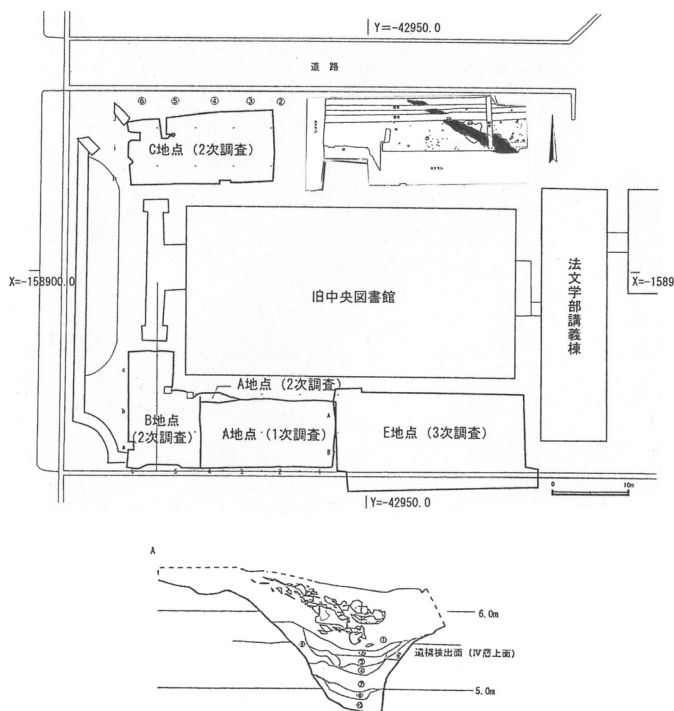 Y=-42950.0
道路
⑥ ⑤ ④ ③ ②
C地点（2次調査）
X=-158900.0
旧中央図書館
法文学部講義棟
X=-1589
c
b
a
A地点（2次調査）
B地点
（2次調査）
A地点（1次調査）
A
B
E地点（3次調査）
0 10m
Y=-42950.0
A
6.0m
①
遺構検出面（Ⅳ層上面）
③
④
⑦
5.0m